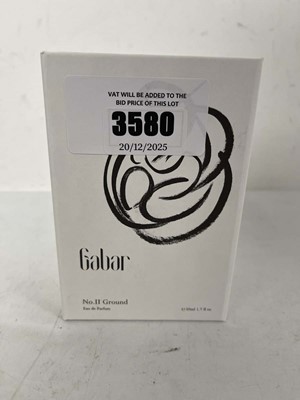 VAT WILL BE ADDED TO THE
BID PRICE OF THIS LOT
3580
20/12/2025
Gabar
No.II Ground
Eau de Parfum